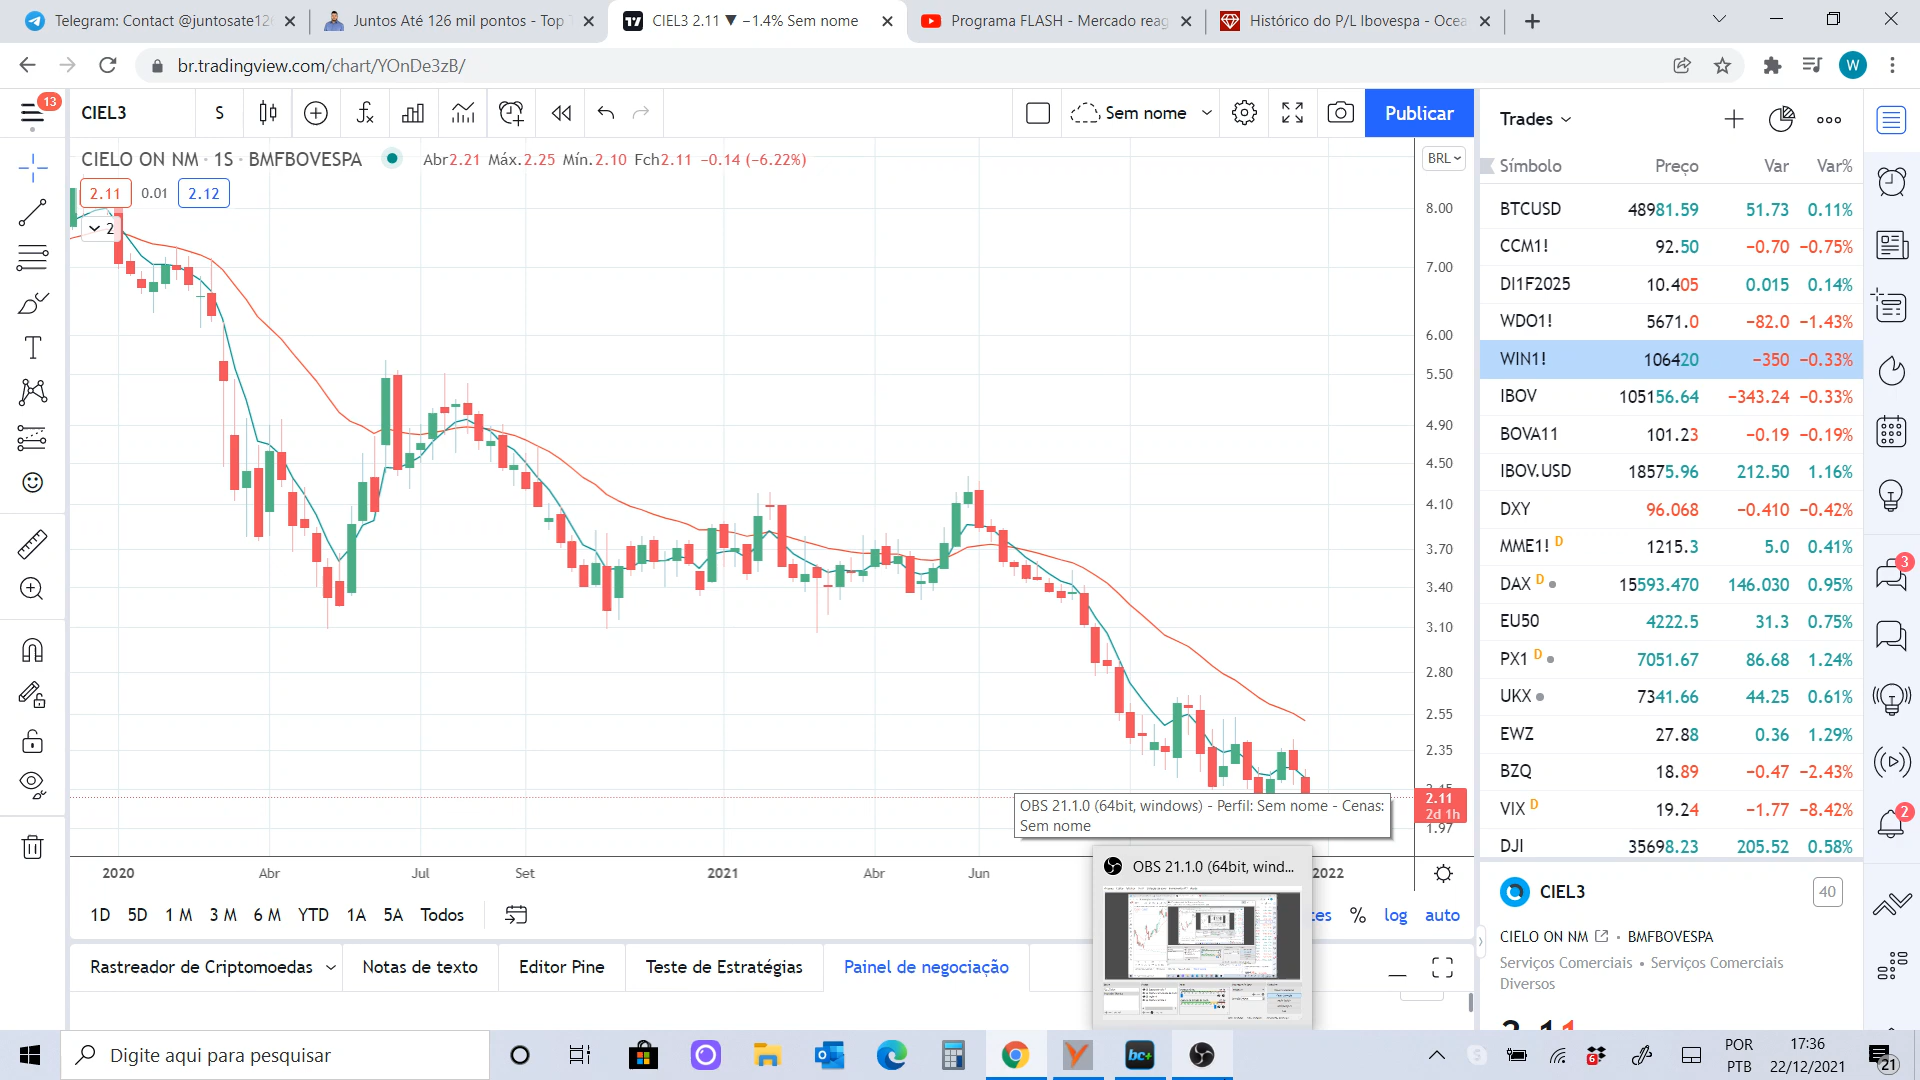 Telegram: Contact @juntosate126
Juntos Até 126 mil pontos - Top
CIEL3 2.11 ▼ −1.4% Sem nome
Programa FLASH - Mercado reag
Histórico do P/L Ibovespa - Ocea
br.tradingview.com/chart/YOnDe3zB/
W
13
CIEL3
S
Sem nome
Publicar
CIELO ON NM · 1S · BMFBOVESPA
Abr2.21 Máx.2.25 Mín.2.10 Fch2.11 −0.14 (−6.22%)
2.11 0.01 2.12
2
BRL
8.00
7.00
6.00
5.50
4.90
4.50
4.10
3.70
3.40
3.10
2.80
2.55
2.35
2.11
2d 1h
1.97
OBS 21.1.0 (64bit, windows) - Perfil: Sem nome - Cenas:
Sem nome
OBS 21.1.0 (64bit, wind...
2020 Abr Jul Set 2021 Abr Jun 2022
1D 5D 1 M 3 M 6 M YTD 1A 5A Todos
% log auto
Rastreador de Criptomoedas
Notas de texto
Editor Pine
Teste de Estratégias
Painel de negociação
Trades
Símbolo Preço Var Var%
BTCUSD 48981.59 51.73 0.11%
CCM1! 92.50 −0.70 −0.75%
DI1F2025 10.405 0.015 0.14%
WDO1! 5671.0 −82.0 −1.43%
WIN1! 106420 −350 −0.33%
IBOV 105156.64 −343.24 −0.33%
BOVA11 101.23 −0.19 −0.19%
IBOV.USD 18575.96 212.50 1.16%
DXY 96.068 −0.410 −0.42%
MME1! D 1215.3 5.0 0.41%
DAX D 15593.470 146.030 0.95%
EU50 4222.5 31.3 0.75%
PX1 D 7051.67 86.68 1.24%
UKX 7341.66 44.25 0.61%
EWZ 27.88 0.36 1.29%
BZQ 18.89 −0.47 −2.43%
VIX D 19.24 −1.77 −8.42%
DJI 35698.23 205.52 0.58%
CIEL3
40
CIELO ON NM · BMFBOVESPA
Serviços Comerciais • Serviços Comerciais
Diversos
3
2
Digite aqui para pesquisar
bc+
6
POR
PTB
17:36
22/12/2021
21